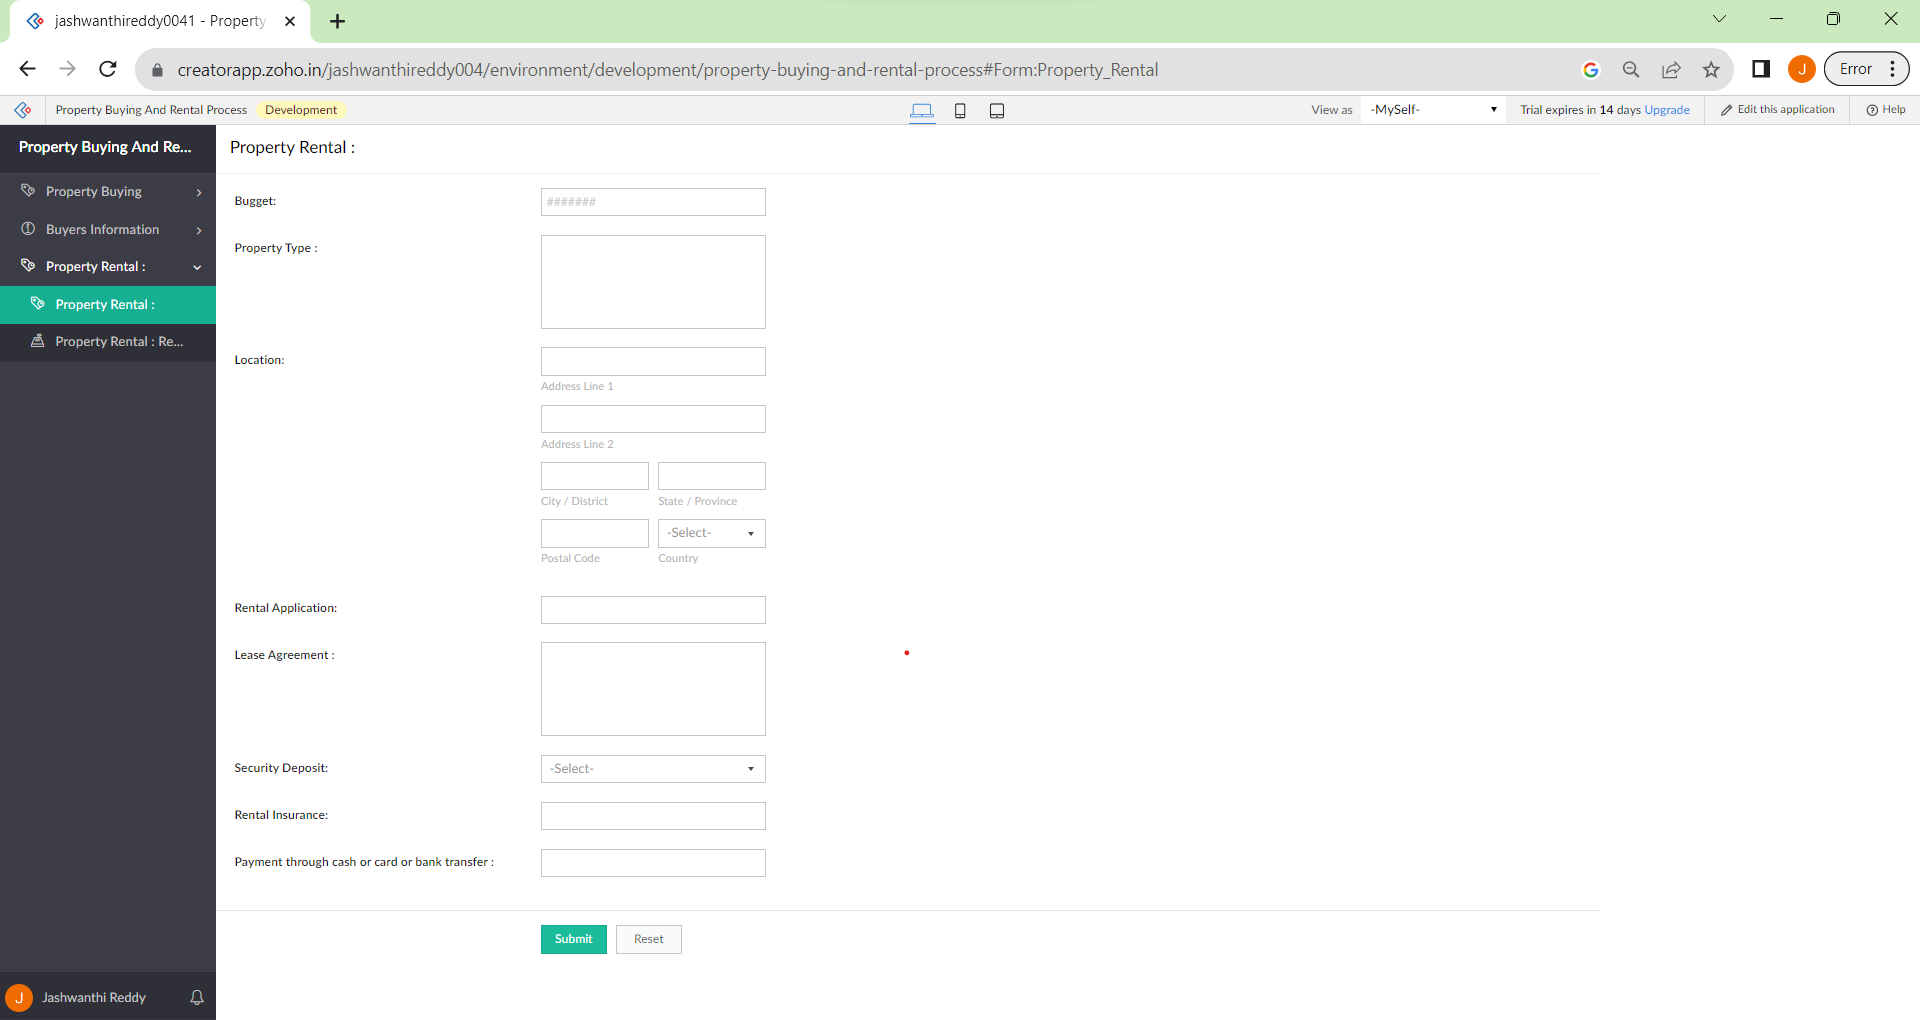 jashwanthireddy0041 - Property
creatorapp.zoho.in/jashwanthireddy004/environment/development/property-buying-and-rental-process#Form:Property_Rental
J
Error
Property Buying And Rental Process
Development
View as
-MySelf-
Trial expires in 14 days Upgrade
Edit this application
Help
Property Buying And Re...
Property Buying
Buyers Information
Property Rental :
Property Rental :
Property Rental : Re...
Property Rental :
Bugget:
#######
Property Type :
Location:
Address Line 1
Address Line 2
City / District
State / Province
-Select-
Postal Code
Country
Rental Application:
Lease Agreement :
Security Deposit:
-Select-
Rental Insurance:
Payment through cash or card or bank transfer :
Submit
Reset
J
Jashwanthi Reddy